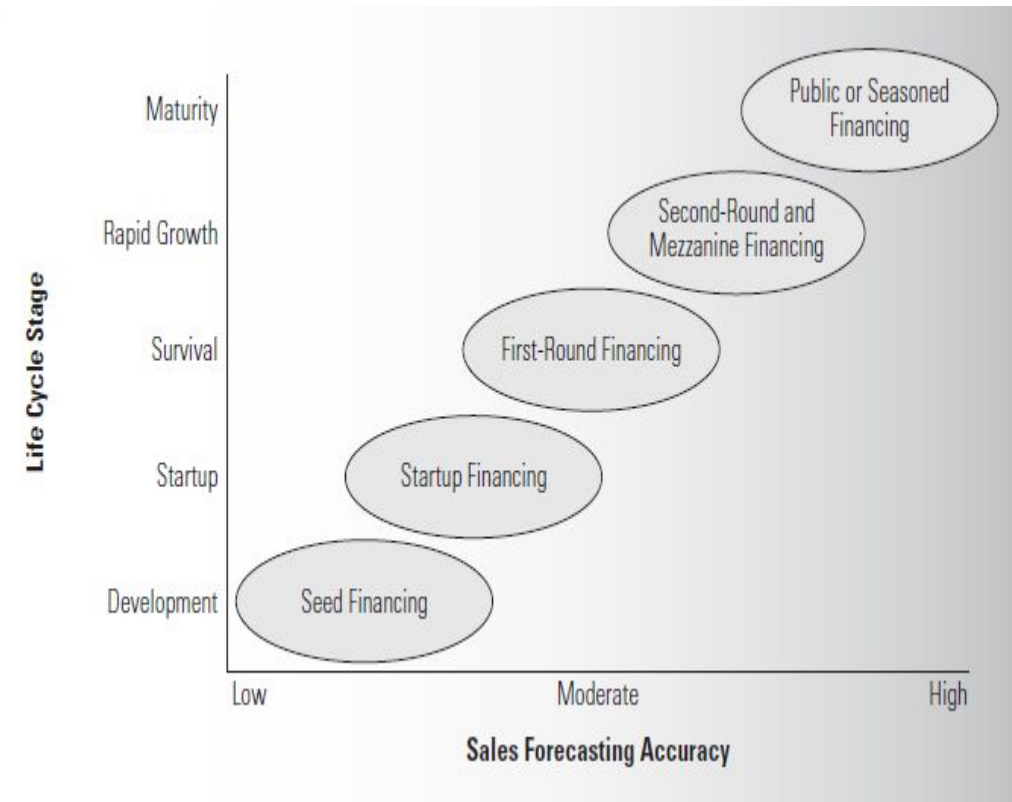 Public or Seasoned
Financing
Maturity
Second-Round and
Mezzanine Financing
Rapid Growth
First-Round Financing
Survival
Startup Financing
Startup
Seed Financing
Development
Life Cycle Stage
Low
Moderate
High
Sales Forecasting Accuracy